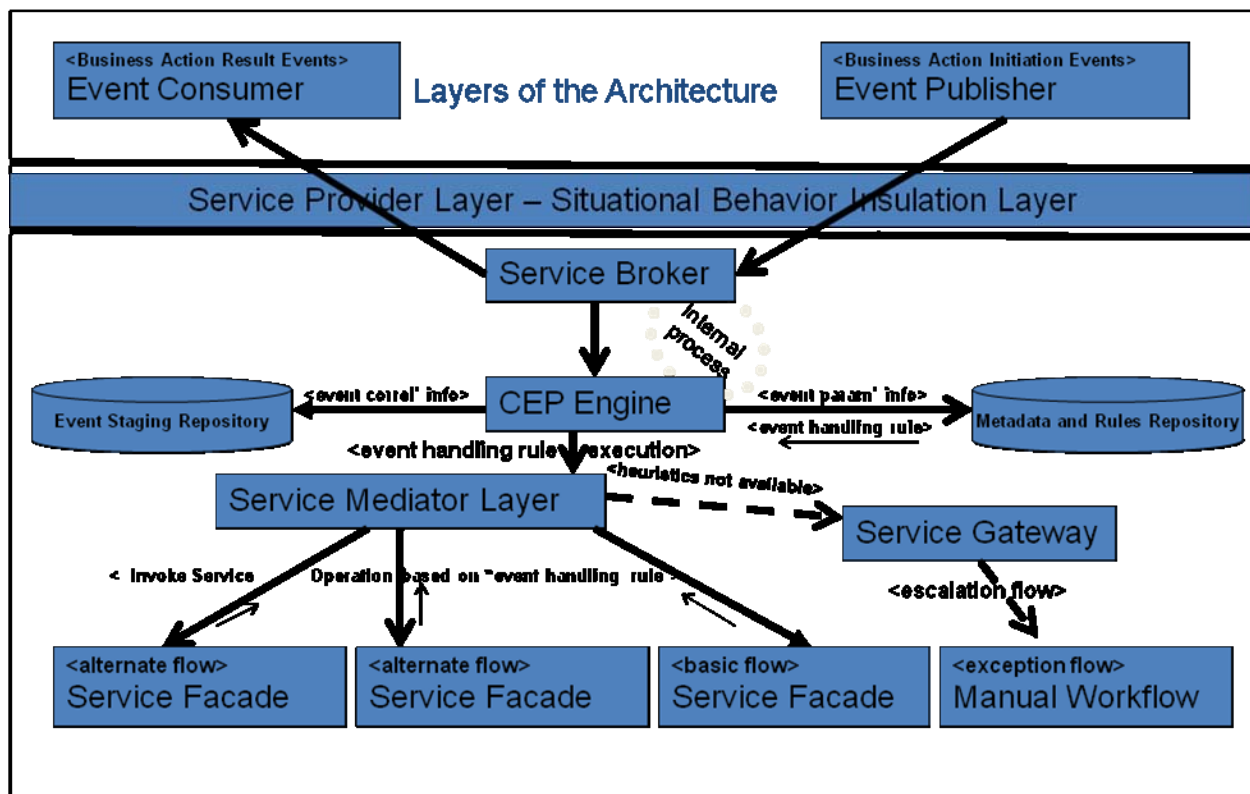 <Business Action Result Events>
Event Consumer
Layers of the Architecture
<Business Action Initiation Events>
Event Publisher
Service Provider Layer – Situational Behavior Insulation Layer
Service Broker
Internal
process
<event correl' info>
CEP Engine
<event param' info>
Event Staging Repository
<event handling rule>
Metadata and Rules Repository
<event handling rule execution>
<heuristics not available>
Service Mediator Layer
Service Gateway
< Invoke Service Operation based on "event handling rule" >
<escalation flow>
<alternate flow>
Service Facade
<alternate flow>
Service Facade
<basic flow>
Service Facade
<exception flow>
Manual Workflow